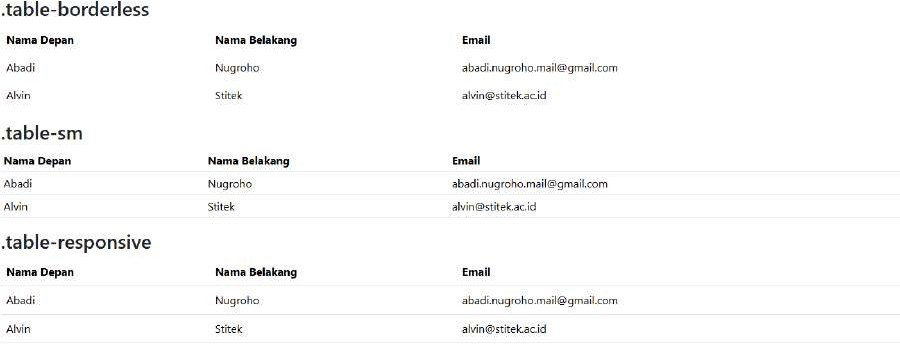 .table-borderless
Nama Depan Nama Belakang Email
Abadi Nugroho abadi.nugroho.mail@gmail.com
Alvin Stitek alvin@stitek.ac.id
.table-sm
Nama Depan Nama Belakang Email
Abadi Nugroho abadi.nugroho.mail@gmail.com
Alvin Stitek alvin@stitek.ac.id
.table-responsive
Nama Depan Nama Belakang Email
Abadi Nugroho abadi.nugroho.mail@gmail.com
Alvin Stitek alvin@stitek.ac.id